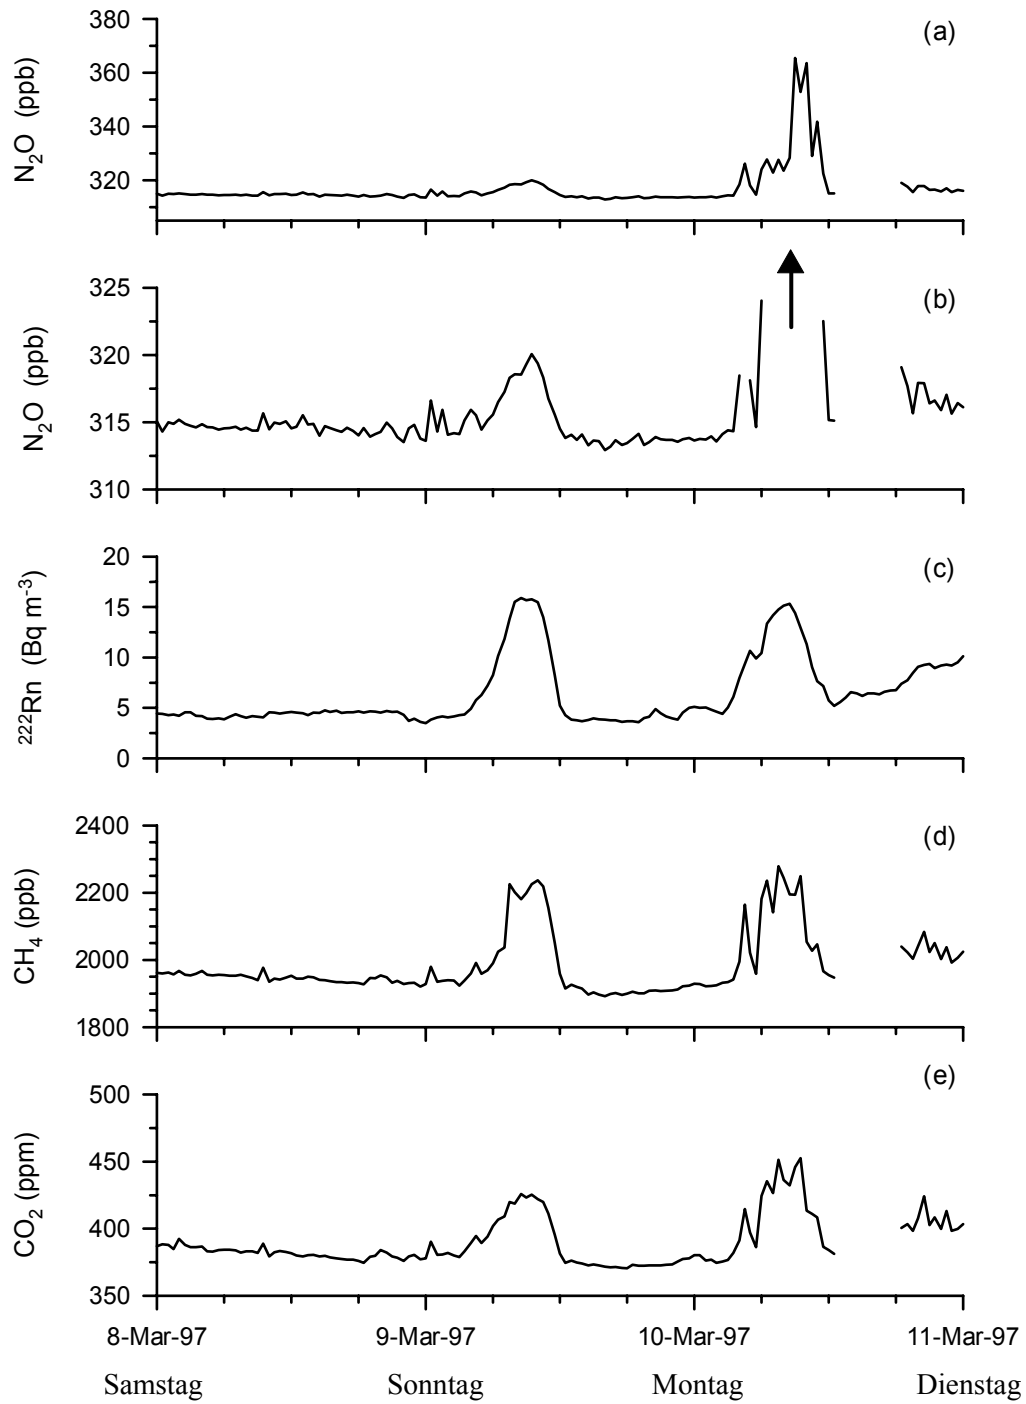 (a)
N₂O (ppb)
380
360
340
320
(b)
N₂O (ppb)
325
320
315
310
(c)
²²²Rn (Bq m⁻³)
20
15
10
5
0
(d)
CH₄ (ppb)
2400
2200
2000
1800
(e)
CO₂ (ppm)
500
450
400
350
8-Mar-97 9-Mar-97 10-Mar-97 11-Mar-97
Samstag Sonntag Montag Dienstag